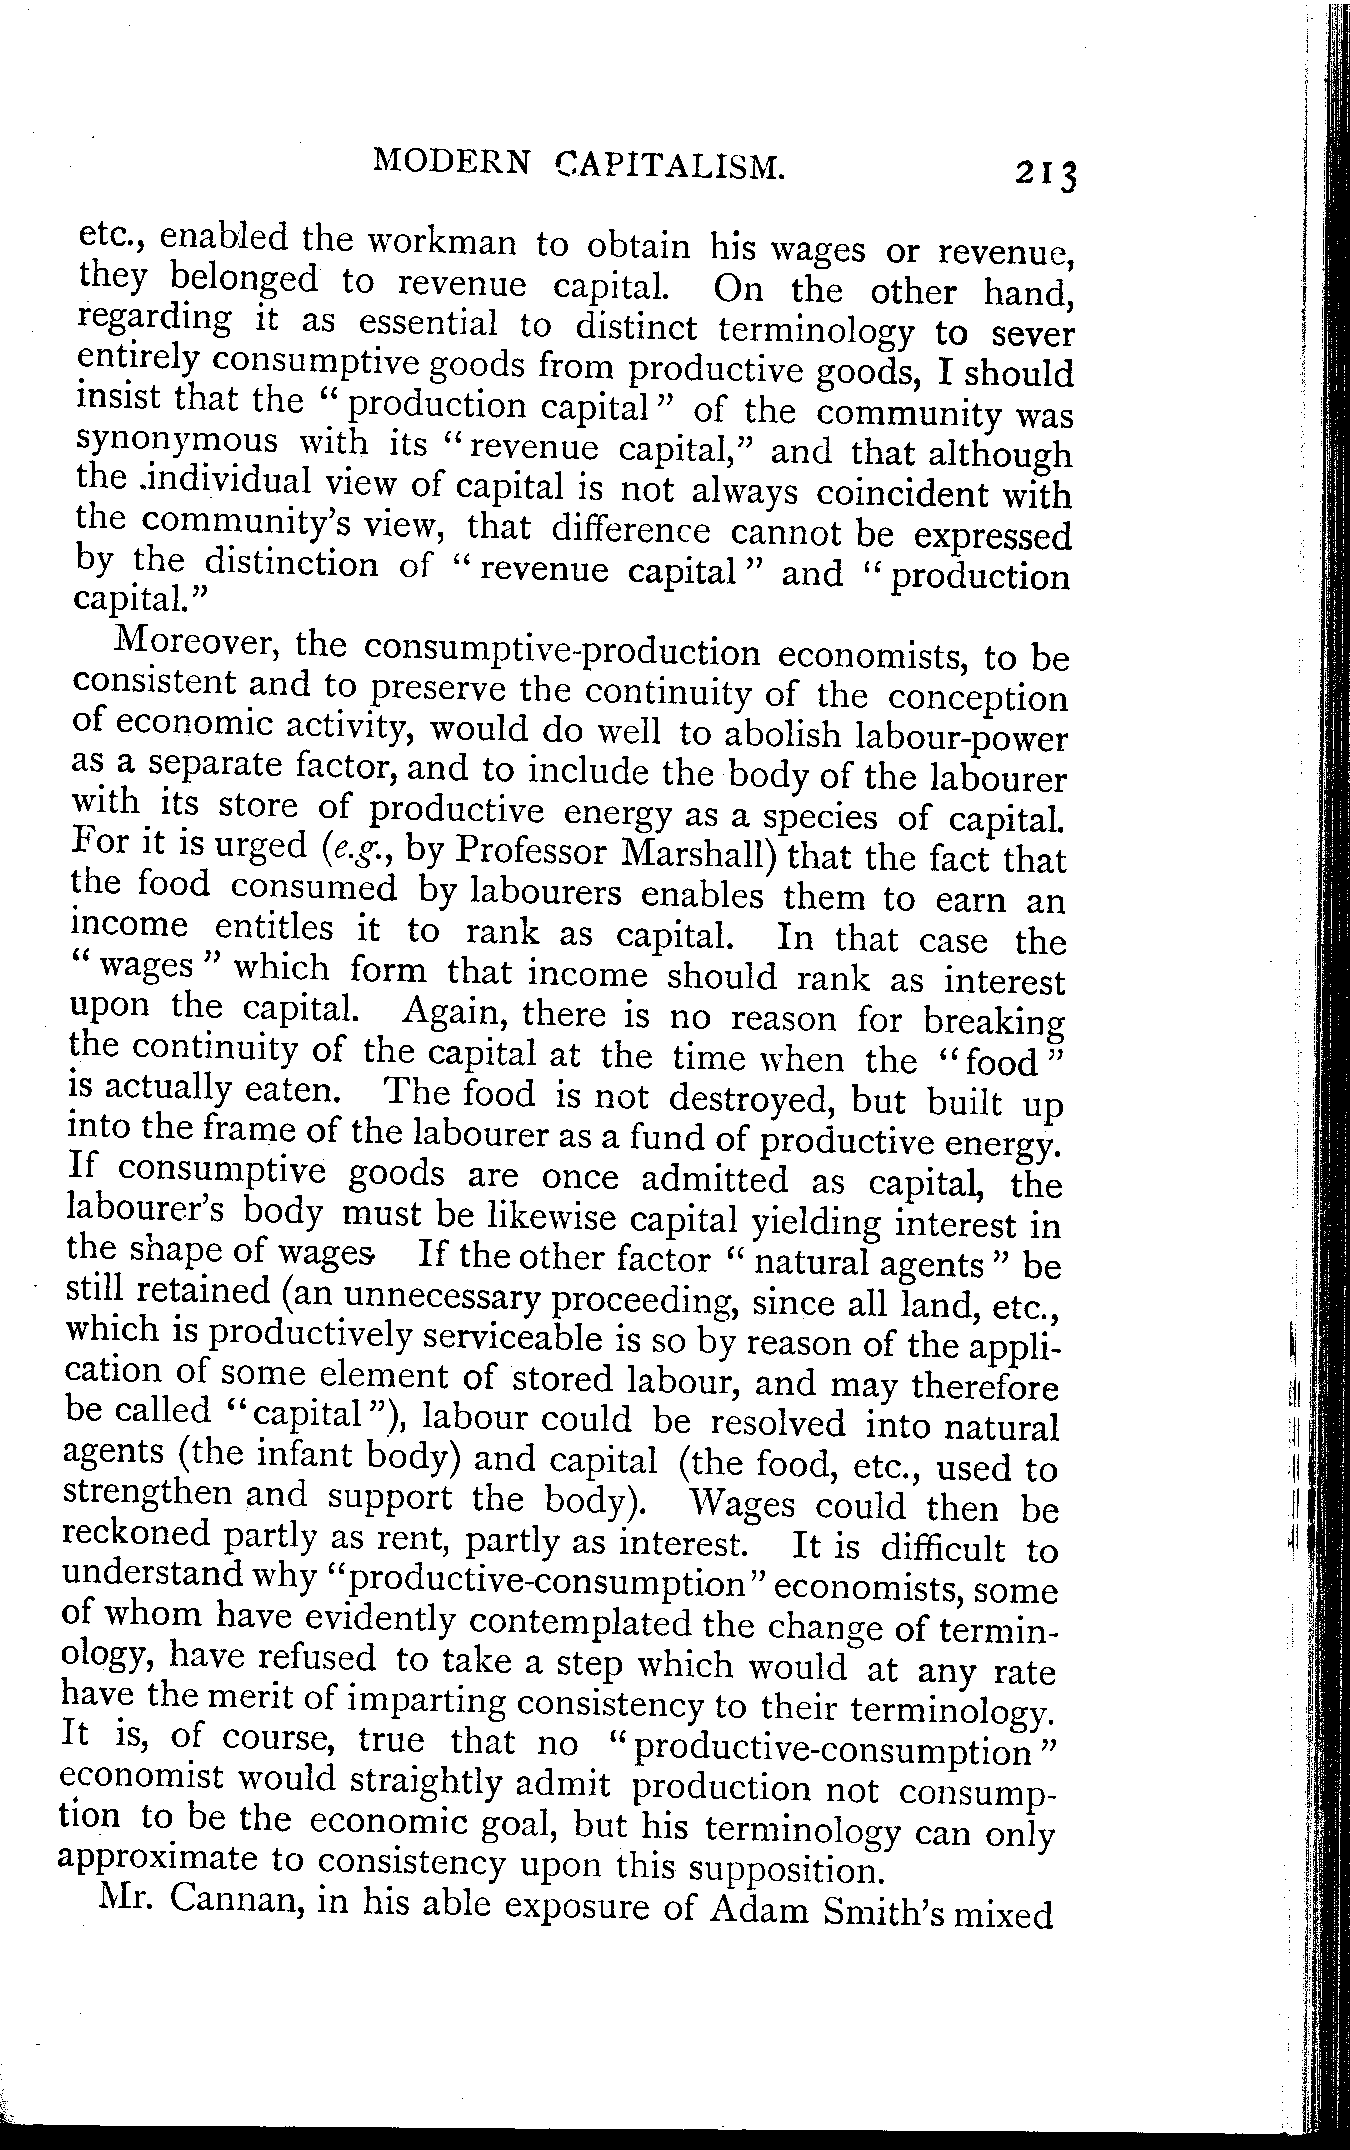 MODERN CAPITALISM. 213
etc., enabled the workman to obtain his wages or revenue,
they belonged to revenue capital. On the other hand,
regarding it as essential to distinct terminology to sever
entirely consumptive goods from productive goods, I should
insist that the “production capital” of the community was
synonymous with its “revenue capital,” and that although
the .individual view of capital is not always coincident with
the community's view, that difference cannot be expressed
by the distinction of “revenue capital” and “production
capital.”
Moreover, the consumptive-production economists, to be
consistent and to preserve the continuity of the conception
of economic activity, would do well to abolish labour-power
as a separate factor, and to include the body of the labourer
with its store of productive energy as a species of capital.
For it is urged (e.g., by Professor Marshall) that the fact that
the food consumed by labourers enables them to earn an
income entitles it to rank as capital. In that case the
“wages” which form that income should rank as interest
upon the capital. Again, there is no reason for breaking
the continuity of the capital at the time when the “food”
is actually eaten. The food is not destroyed, but built up
into the frame of the labourer as a fund of productive energy.
If consumptive goods are once admitted as capital, the
labourer's body must be likewise capital yielding interest in
the shape of wages If the other factor “natural agents” be
still retained (an unnecessary proceeding, since all land, etc.,
which is productively serviceable is so by reason of the appli-
cation of some element of stored labour, and may therefore
be called “capital”), labour could be resolved into natural
agents (the infant body) and capital (the food, etc., used to
strengthen and support the body). Wages could then be
reckoned partly as rent, partly as interest. It is difficult to
understand why “productive-consumption” economists, some
of whom have evidently contemplated the change of termin-
ology, have refused to take a step which would at any rate
have the merit of imparting consistency to their terminology.
It is, of course, true that no “productive-consumption”
economist would straightly admit production not consump-
tion to be the economic goal, but his terminology can only
approximate to consistency upon this supposition.
Mr. Cannan, in his able exposure of Adam Smith's mixed